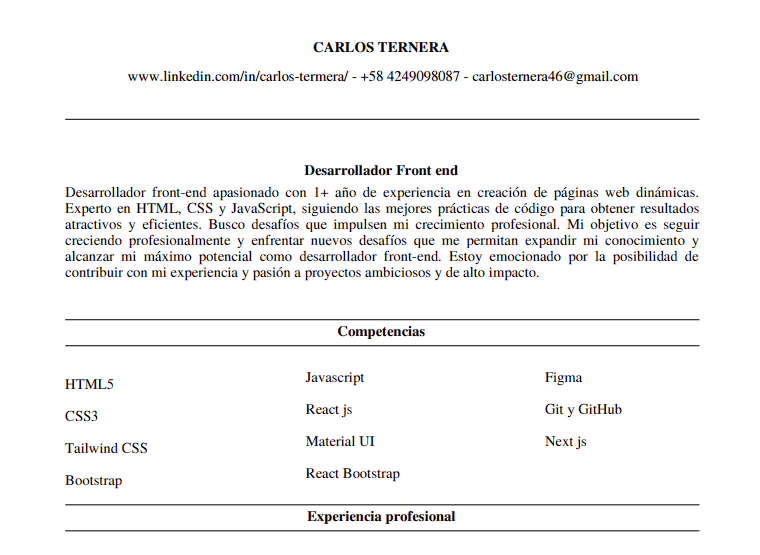 CARLOS TERNERA
www.linkedin.com/in/carlos-termera/ - +58 4249098087 - carlosternera46@gmail.com
Desarrollador Front end
Desarrollador front-end apasionado con 1+ año de experiencia en creación de páginas web dinámicas.
Experto en HTML, CSS y JavaScript, siguiendo las mejores prácticas de código para obtener resultados
atractivos y eficientes. Busco desafíos que impulsen mi crecimiento profesional. Mi objetivo es seguir
creciendo profesionalmente y enfrentar nuevos desafíos que me permitan expandir mi conocimiento y
alcanzar mi máximo potencial como desarrollador front-end. Estoy emocionado por la posibilidad de
contribuir con mi experiencia y pasión a proyectos ambiciosos y de alto impacto.
Competencias
HTML5
CSS3
Tailwind CSS
Bootstrap
Javascript
React js
Material UI
React Bootstrap
Figma
Git y GitHub
Next js
Experiencia profesional